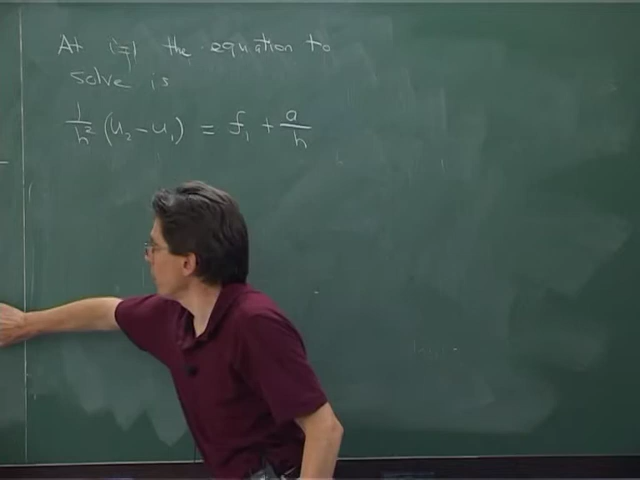 At i=1 the equation to
solve is
1/h² (u₂ - u₁) = f₁ + a/h